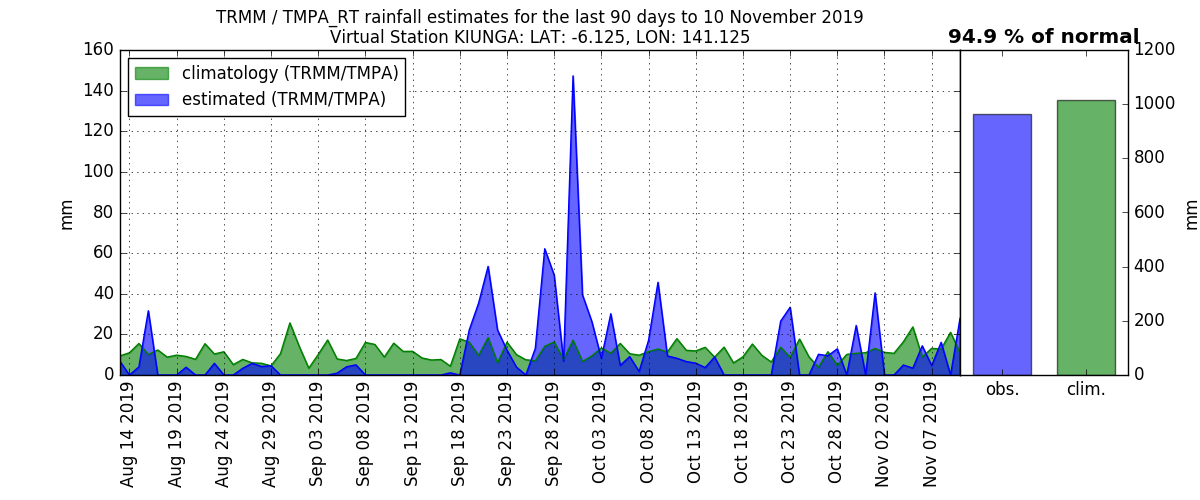 TRMM / TMPA_RT rainfall estimates for the last 90 days to 10 November 2019
Virtual Station KIUNGA: LAT: -6.125, LON: 141.125
94.9 % of normal
climatology (TRMM/TMPA)
estimated (TRMM/TMPA)
160
140
120
100
80
60
40
20
0
mm
1200
1000
800
600
400
200
0
mm
Aug 14 2019
Aug 19 2019
Aug 24 2019
Aug 29 2019
Sep 03 2019
Sep 08 2019
Sep 13 2019
Sep 18 2019
Sep 23 2019
Sep 28 2019
Oct 03 2019
Oct 08 2019
Oct 13 2019
Oct 18 2019
Oct 23 2019
Oct 28 2019
Nov 02 2019
Nov 07 2019
obs.
clim.